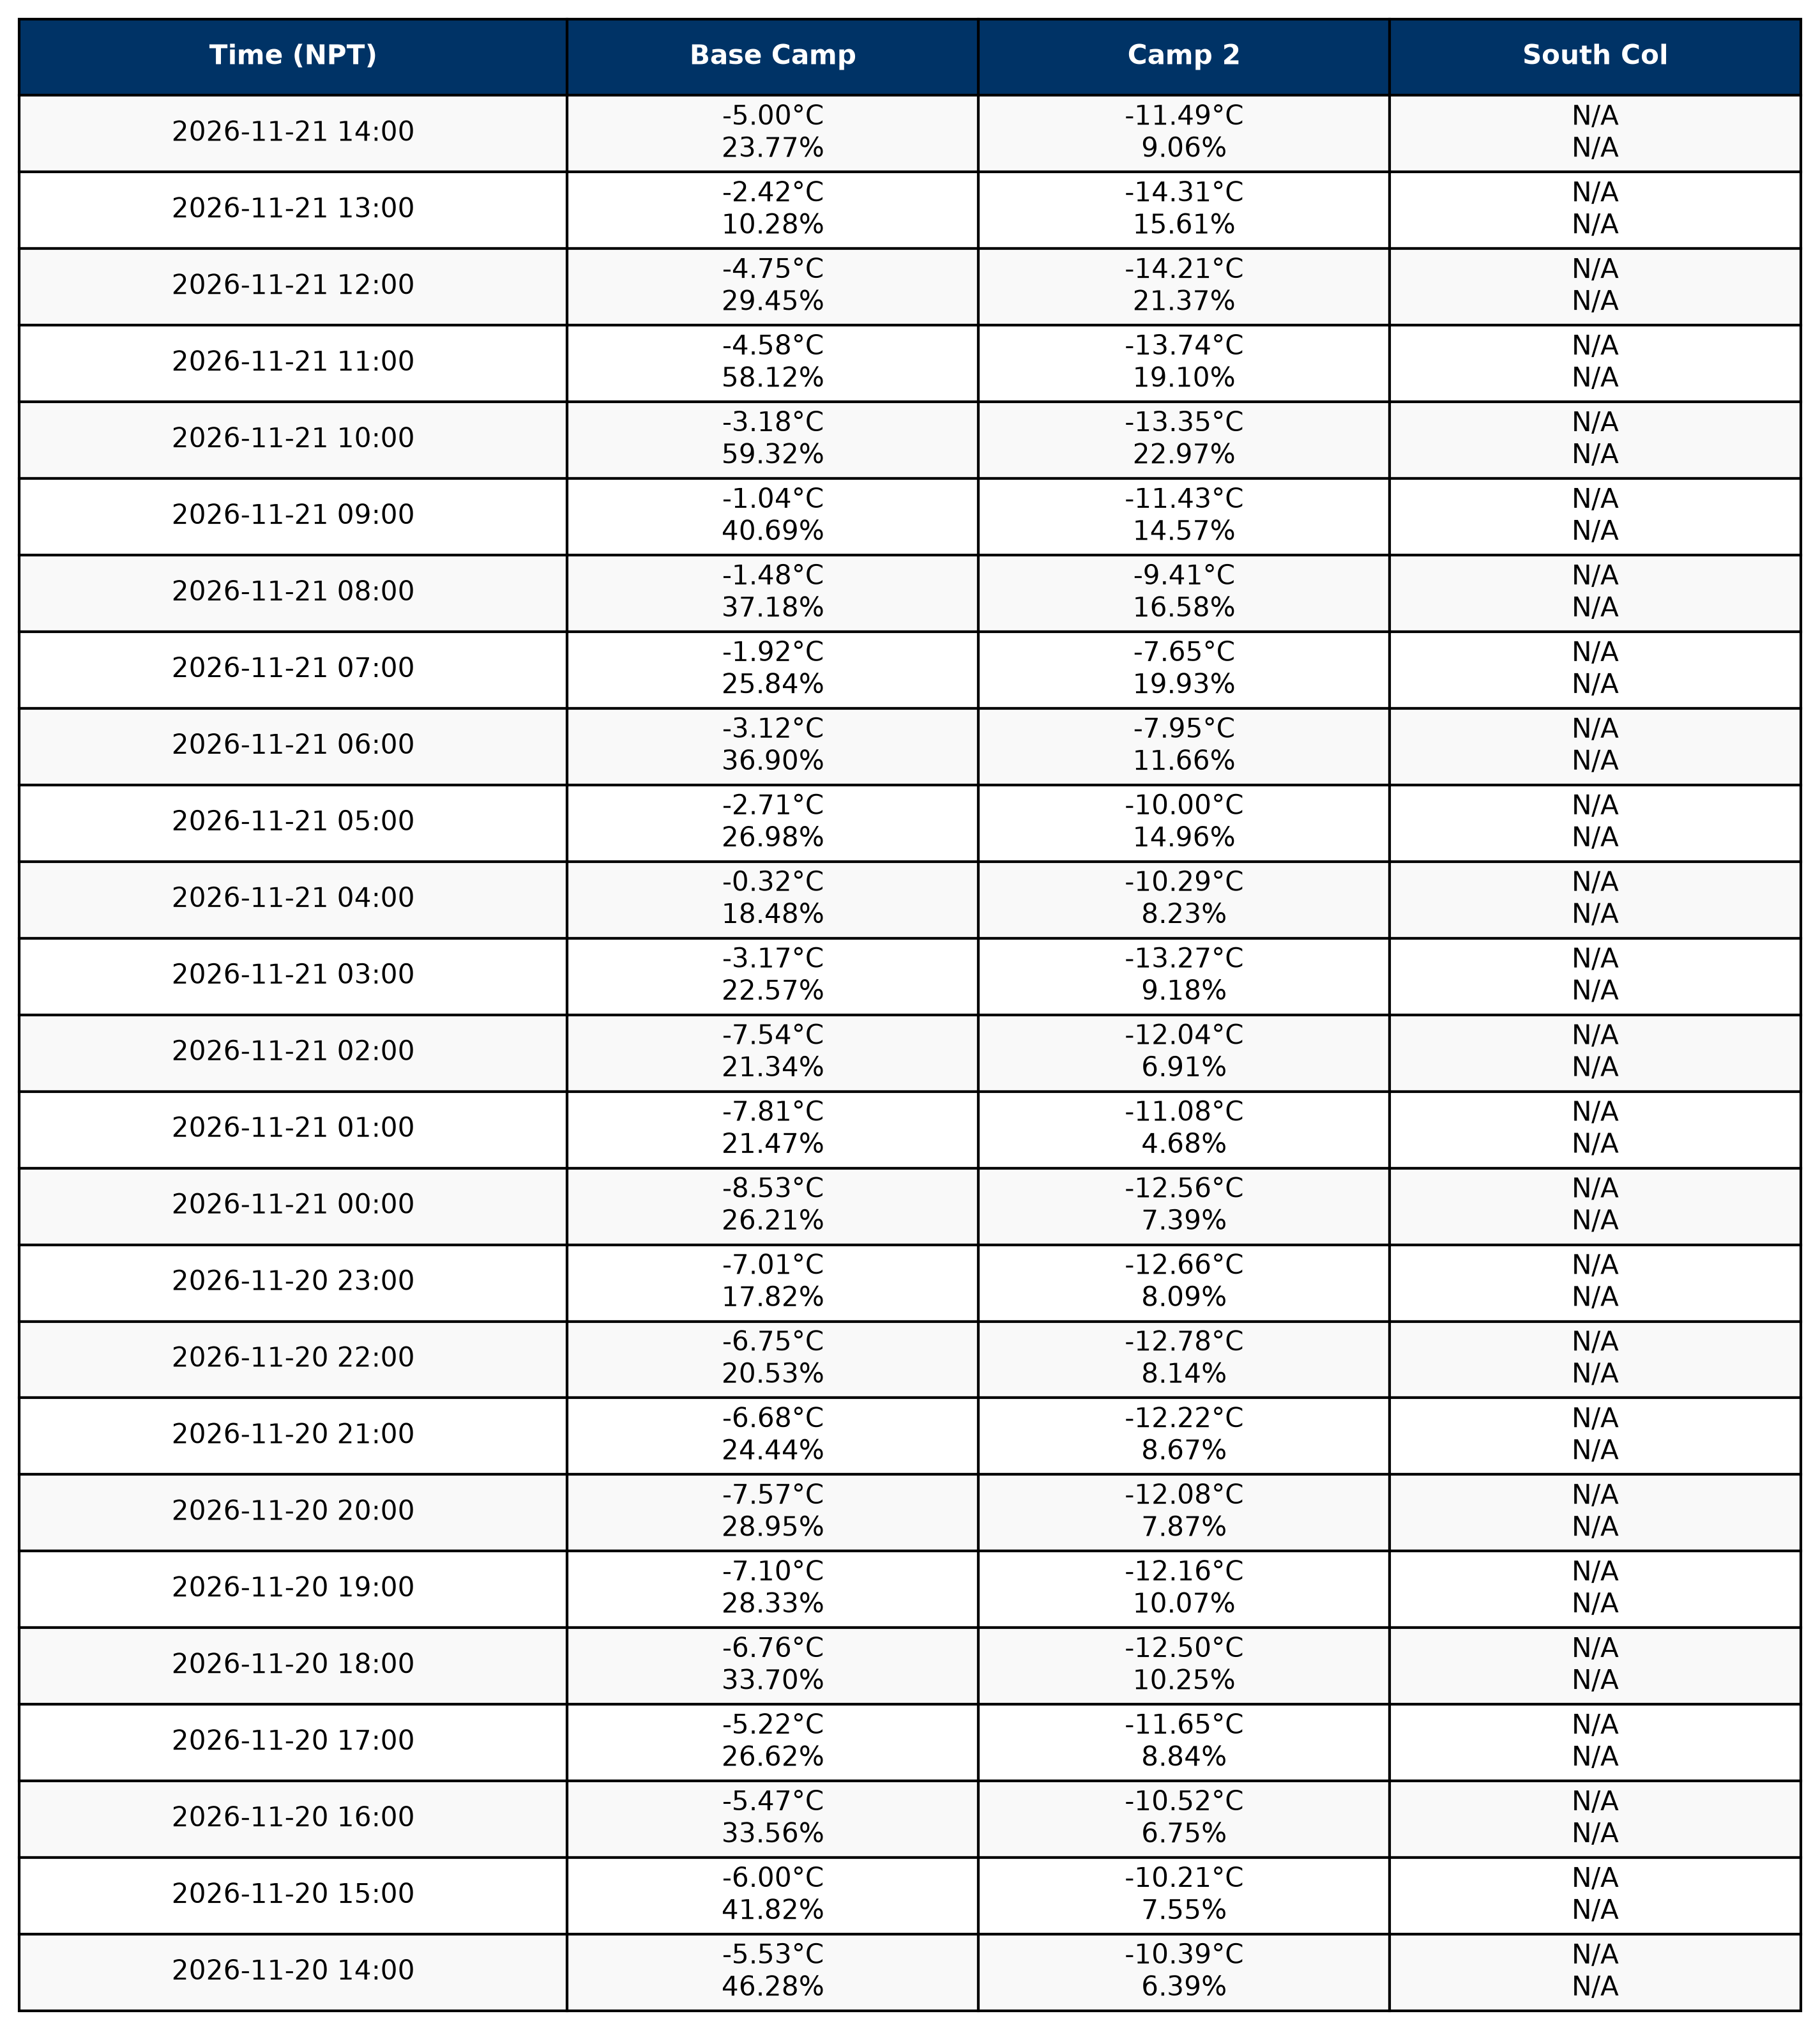 Time (NPT) Base Camp Camp 2 South Col
2026-11-21 14:00 -5.00°C 23.77% -11.49°C 9.06% N/A N/A
2026-11-21 13:00 -2.42°C 10.28% -14.31°C 15.61% N/A N/A
2026-11-21 12:00 -4.75°C 29.45% -14.21°C 21.37% N/A N/A
2026-11-21 11:00 -4.58°C 58.12% -13.74°C 19.10% N/A N/A
2026-11-21 10:00 -3.18°C 59.32% -13.35°C 22.97% N/A N/A
2026-11-21 09:00 -1.04°C 40.69% -11.43°C 14.57% N/A N/A
2026-11-21 08:00 -1.48°C 37.18% -9.41°C 16.58% N/A N/A
2026-11-21 07:00 -1.92°C 25.84% -7.65°C 19.93% N/A N/A
2026-11-21 06:00 -3.12°C 36.90% -7.95°C 11.66% N/A N/A
2026-11-21 05:00 -2.71°C 26.98% -10.00°C 14.96% N/A N/A
2026-11-21 04:00 -0.32°C 18.48% -10.29°C 8.23% N/A N/A
2026-11-21 03:00 -3.17°C 22.57% -13.27°C 9.18% N/A N/A
2026-11-21 02:00 -7.54°C 21.34% -12.04°C 6.91% N/A N/A
2026-11-21 01:00 -7.81°C 21.47% -11.08°C 4.68% N/A N/A
2026-11-21 00:00 -8.53°C 26.21% -12.56°C 7.39% N/A N/A
2026-11-20 23:00 -7.01°C 17.82% -12.66°C 8.09% N/A N/A
2026-11-20 22:00 -6.75°C 20.53% -12.78°C 8.14% N/A N/A
2026-11-20 21:00 -6.68°C 24.44% -12.22°C 8.67% N/A N/A
2026-11-20 20:00 -7.57°C 28.95% -12.08°C 7.87% N/A N/A
2026-11-20 19:00 -7.10°C 28.33% -12.16°C 10.07% N/A N/A
2026-11-20 18:00 -6.76°C 33.70% -12.50°C 10.25% N/A N/A
2026-11-20 17:00 -5.22°C 26.62% -11.65°C 8.84% N/A N/A
2026-11-20 16:00 -5.47°C 33.56% -10.52°C 6.75% N/A N/A
2026-11-20 15:00 -6.00°C 41.82% -10.21°C 7.55% N/A N/A
2026-11-20 14:00 -5.53°C 46.28% -10.39°C 6.39% N/A N/A